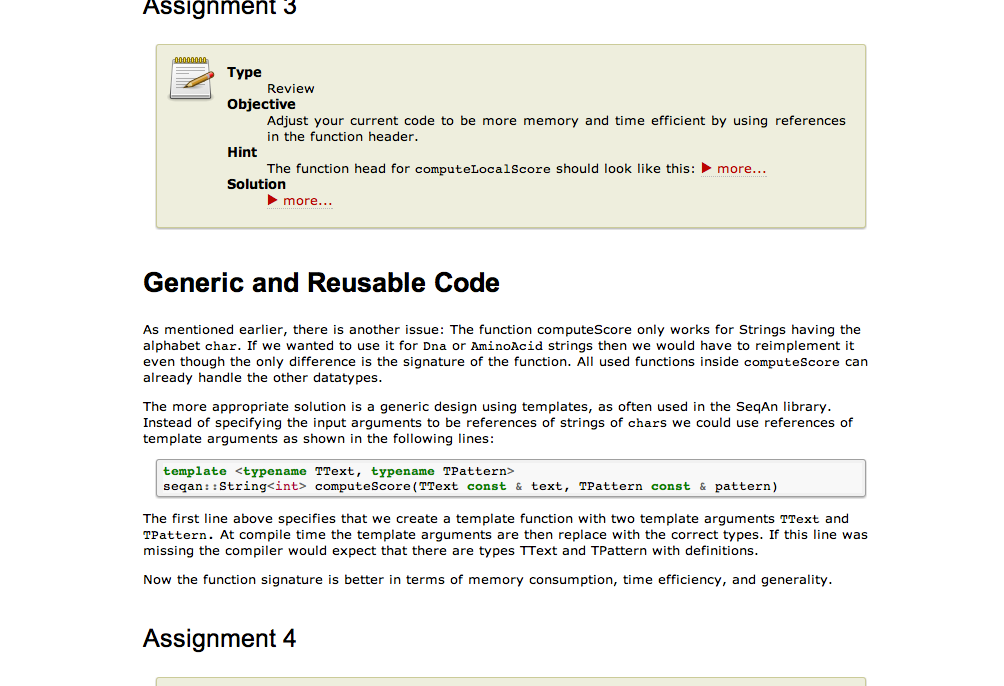 Assignment 3
Type
Review
Objective
Adjust your current code to be more memory and time efficient by using references
in the function header.
Hint
The function head for computeLocalScore should look like this: ▶ more...
Solution
▶ more...
Generic and Reusable Code
As mentioned earlier, there is another issue: The function computeScore only works for Strings having the
alphabet char. If we wanted to use it for Dna or AminoAcid strings then we would have to reimplement it
even though the only difference is the signature of the function. All used functions inside computeScore can
already handle the other datatypes.
The more appropriate solution is a generic design using templates, as often used in the SeqAn library.
Instead of specifying the input arguments to be references of strings of chars we could use references of
template arguments as shown in the following lines:
template <typename TText, typename TPattern>
seqan::String<int> computeScore(TText const & text, TPattern const & pattern)
The first line above specifies that we create a template function with two template arguments TText and
TPattern. At compile time the template arguments are then replace with the correct types. If this line was
missing the compiler would expect that there are types TText and TPattern with definitions.
Now the function signature is better in terms of memory consumption, time efficiency, and generality.
Assignment 4